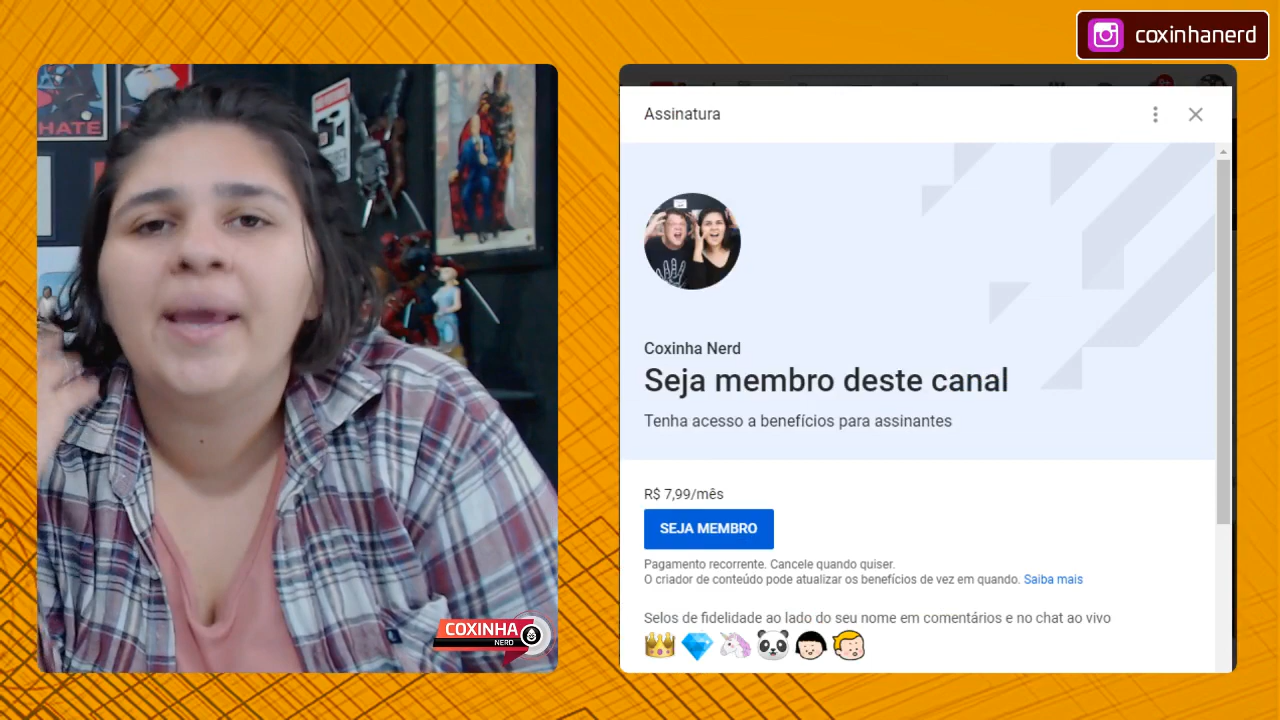 coxinhanerd
HATE
Assinatura
Coxinha Nerd
Seja membro deste canal
Tenha acesso a benefícios para assinantes
R$ 7,99/mês
SEJA MEMBRO
Pagamento recorrente. Cancele quando quiser.
O criador de conteúdo pode atualizar os benefícios de vez em quando. Saiba mais
Selos de fidelidade ao lado do seu nome em comentários e no chat ao vivo
COXINHA
NERD